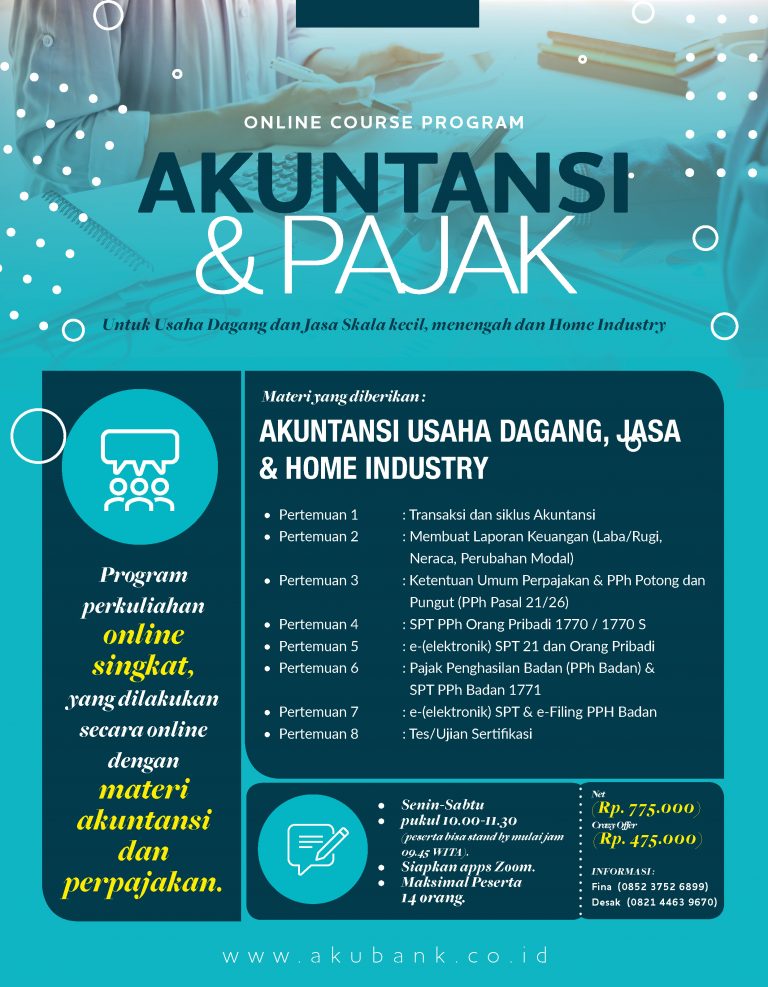 ONLINE COURSE PROGRAM
AKUNTANSI
& PAJAK
Untuk Usaha Dagang dan Jasa Skala kecil, menengah dan Home Industry
Program
perkuliahan
online
singkat,
yang dilakukan
secara online
dengan
materi
akuntansi
dan
perpajakan.
Materi yang diberikan :
AKUNTANSI USAHA DAGANG, JASA
& HOME INDUSTRY
• Pertemuan 1 : Transaksi dan siklus Akuntansi
• Pertemuan 2 : Membuat Laporan Keuangan (Laba/Rugi,
Neraca, Perubahan Modal)
• Pertemuan 3 : Ketentuan Umum Perpajakan & PPh Potong dan
Pungut (PPh Pasal 21/26)
• Pertemuan 4 : SPT PPh Orang Pribadi 1770 / 1770 S
• Pertemuan 5 : e-(elektronik) SPT 21 dan Orang Pribadi
• Pertemuan 6 : Pajak Penghasilan Badan (PPh Badan) &
SPT PPh Badan 1771
• Pertemuan 7 : e-(elektronik) SPT & e-Filing PPH Badan
• Pertemuan 8 : Tes/Ujian Sertifikasi
• Senin-Sabtu
• pukul 10.00-11.30
(peserta bisa stand by mulai jam
09.45 WITA).
• Siapkan apps Zoom.
• Maksimal Peserta
14 orang.
Net
(Rp. 775.000)
Crazy Offer
(Rp. 475.000)
INFORMASI :
Fina (0852 3752 6899)
Desak (0821 4463 9670)
www.akubank.co.id